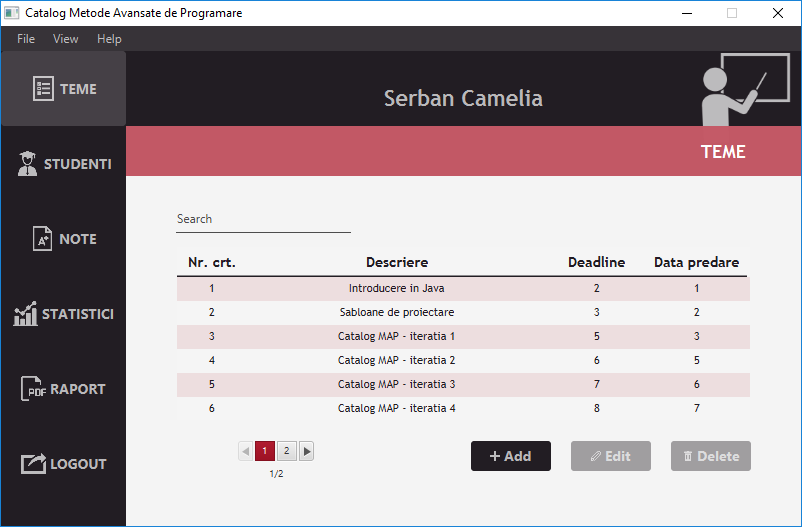 Catalog Metode Avansate de Programare
File View Help
TEME
STUDENTI
A+ NOTE
STATISTICI
PDF RAPORT
LOGOUT
Serban Camelia
TEME
Search
Nr. crt. Descriere Deadline Data predare
1 Introducere in Java 2 1
2 Sabloane de proiectare 3 2
3 Catalog MAP - iteratia 1 5 3
4 Catalog MAP - iteratia 2 6 5
5 Catalog MAP - iteratia 3 7 6
6 Catalog MAP - iteratia 4 8 7
1 2
1/2
+ Add
Edit
Delete